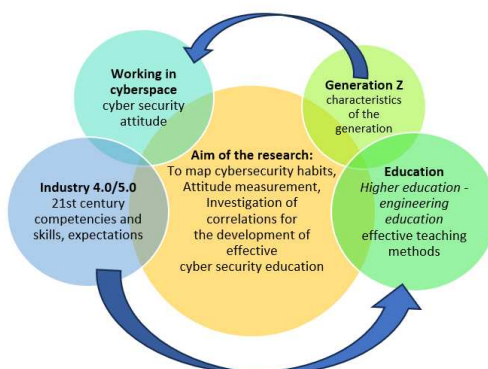 Working in
cyberspace
cyber security
attitude
Generation Z
characteristics
of the
generation
Aim of the research:
To map cybersecurity habits,
Attitude measurement,
Investigation of
correlations for
the development of
effective
cyber security education
Industry 4.0/5.0
21st century
competencies and
skills, expectations
Education
Higher education -
engineering
education
effective teaching
methods